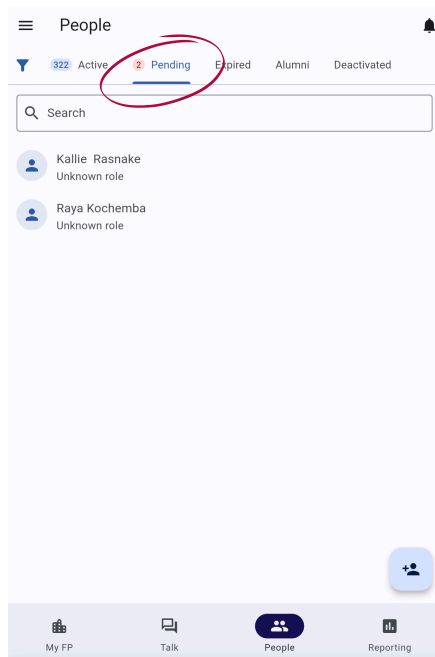 People
322 Active 2 Pending Expired Alumni Deactivated
Search
Kallie Rasnake
Unknown role
Raya Kochemba
Unknown role
My FP Talk People Reporting